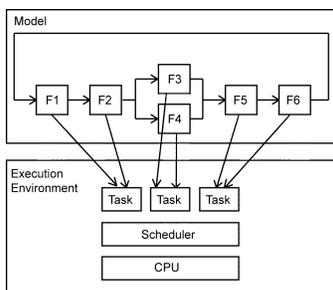 Model
F3
F1 F2 F5 F6
F4
Execution
Environment
Task Task Task
Scheduler
CPU